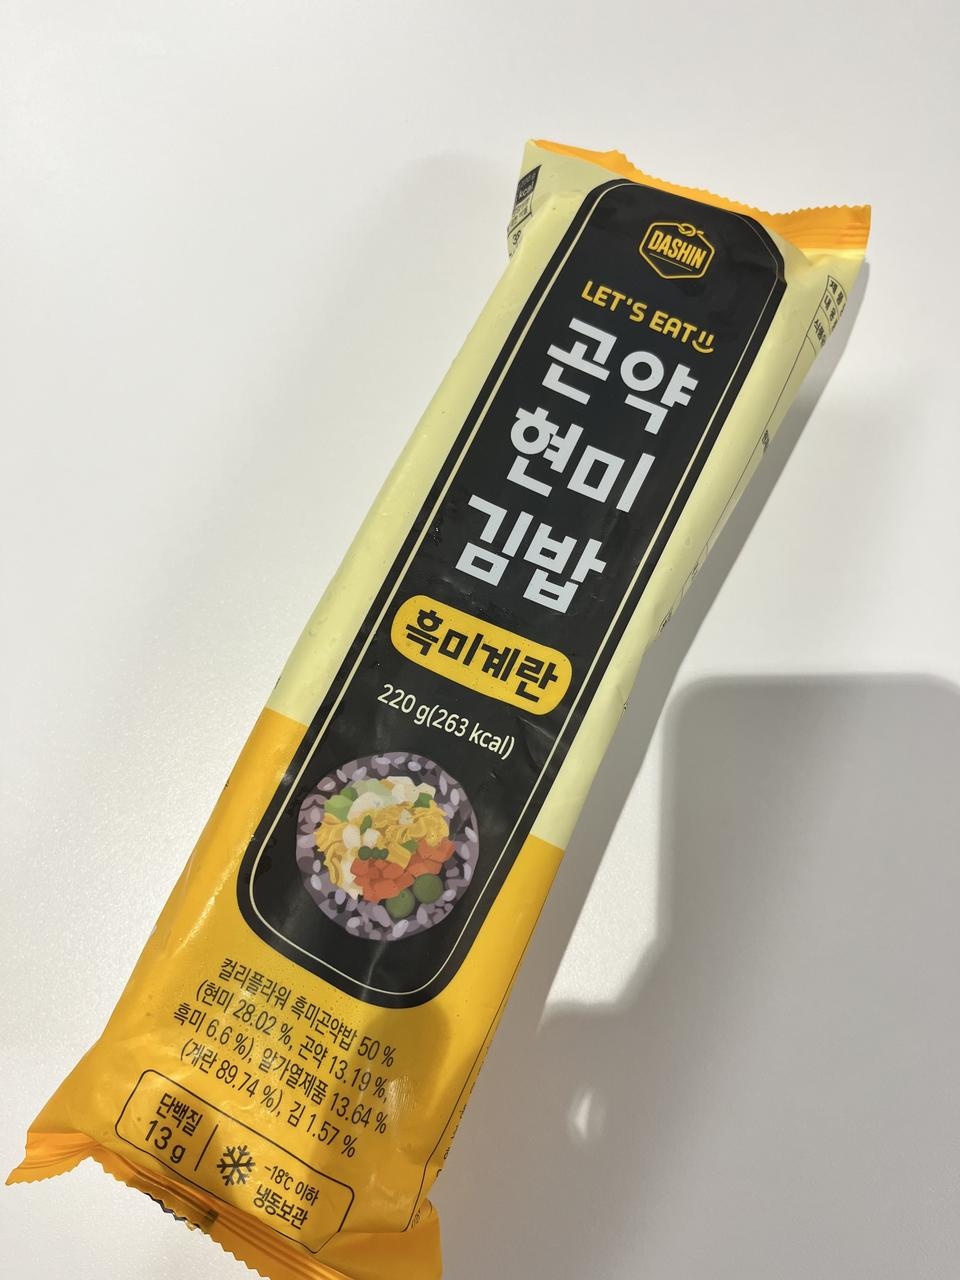 DASHIN
LET'S EAT
곤약
현미
김밥
흑미계란
220 g(263 kcal)
컬리플라워 흑미곤약밥 50 %
(현미 28.02 %, 곤약 13.19 %,
흑미 6.6 %), 알가열제품 13.64 %
(계란 89.74 %), 김 1.57 %
단백질
13 g
-18℃ 이하
냉동보관
kcal